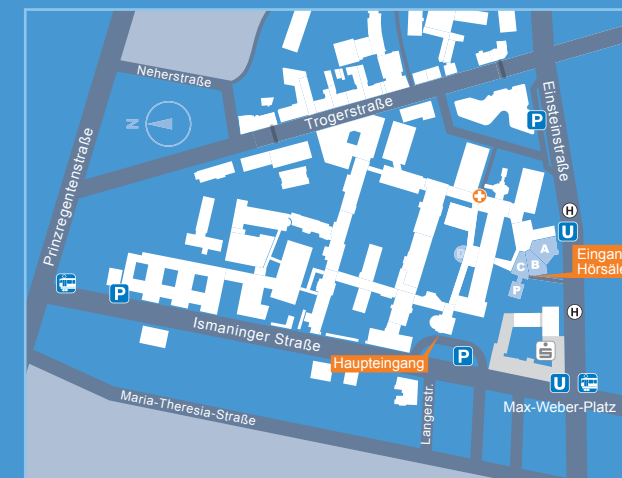 Neherstraße
Trogerstraße
Einsteinstraße
P
N
Prinzregentenstraße
H
U
A
B
C
D
P
Eingan
Hörsäle
P
Ismaninger Straße
H
S
Haupteingang
P
U
Max-Weber-Platz
Maria-Theresia-Straße
Langerstr.